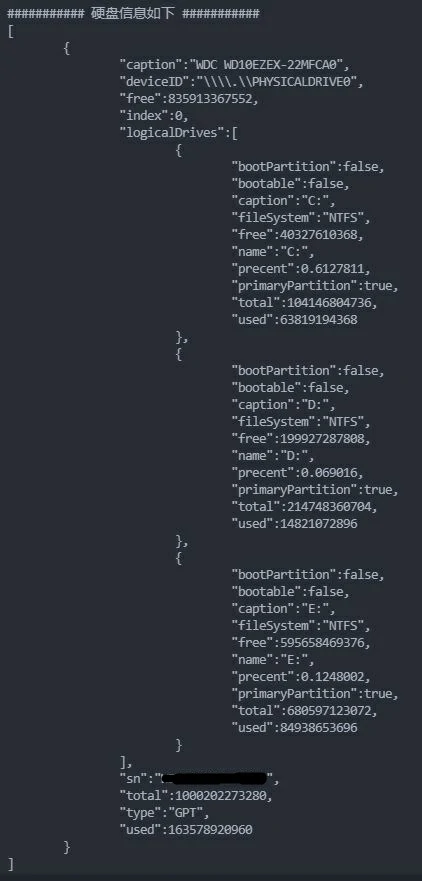 ########### 硬盘信息如下 ###########
[
	{
		"caption":"WDC WD10EZEX-22MFCA0",
		"deviceID":"\\\\.\\PHYSICALDRIVE0",
		"free":835913367552,
		"index":0,
		"logicalDrives":[
			{
				"bootPartition":false,
				"bootable":false,
				"caption":"C:",
				"fileSystem":"NTFS",
				"free":40327610368,
				"name":"C:",
				"precent":0.6127811,
				"primaryPartition":true,
				"total":104146804736,
				"used":63819194368
			},
			{
				"bootPartition":false,
				"bootable":false,
				"caption":"D:",
				"fileSystem":"NTFS",
				"free":199927287808,
				"name":"D:",
				"precent":0.069016,
				"primaryPartition":true,
				"total":214748360704,
				"used":14821072896
			},
			{
				"bootPartition":false,
				"bootable":false,
				"caption":"E:",
				"fileSystem":"NTFS",
				"free":595658469376,
				"name":"E:",
				"precent":0.1248002,
				"primaryPartition":true,
				"total":680597123072,
				"used":84938653696
			}
		],
		"sn":"",
		"total":1000202273280,
		"type":"GPT",
		"used":163578920960
	}
]